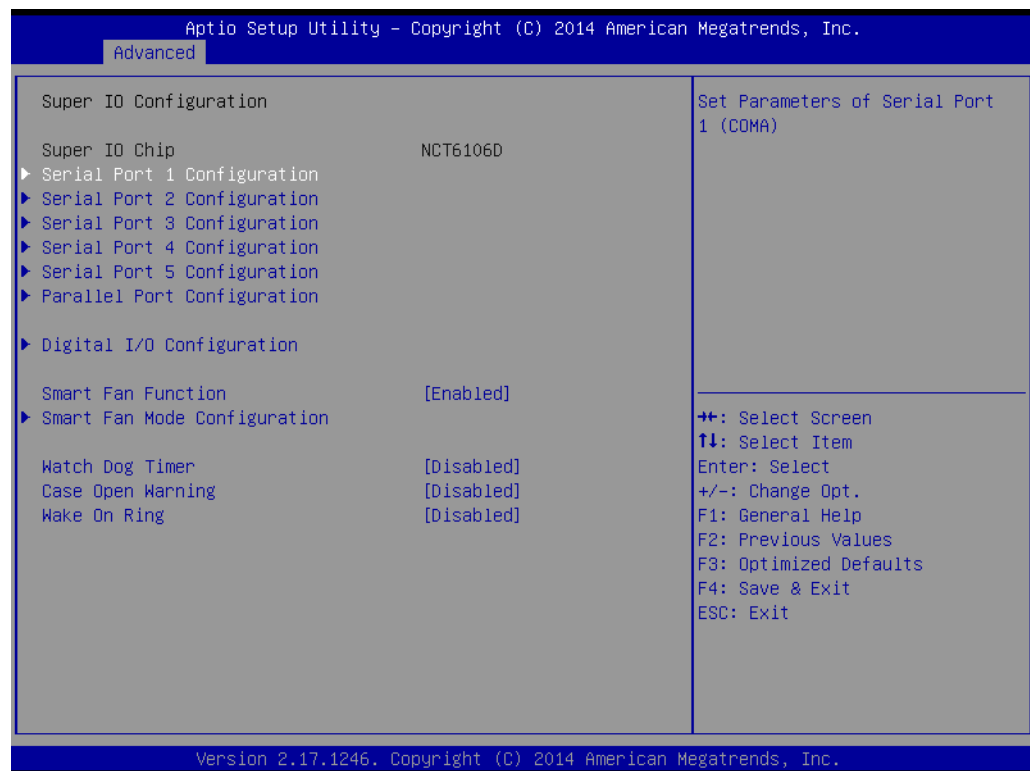 Aptio Setup Utility – Copyright (C) 2014 American Megatrends, Inc.
Advanced
Super IO Configuration
Super IO Chip NCT6106D
Serial Port 1 Configuration
Serial Port 2 Configuration
Serial Port 3 Configuration
Serial Port 4 Configuration
Serial Port 5 Configuration
Parallel Port Configuration
Digital I/O Configuration
Smart Fan Function [Enabled]
Smart Fan Mode Configuration
Watch Dog Timer [Disabled]
Case Open Warning [Disabled]
Wake On Ring [Disabled]
Set Parameters of Serial Port
1 (COMA)
→←: Select Screen
↑↓: Select Item
Enter: Select
+/-: Change Opt.
F1: General Help
F2: Previous Values
F3: Optimized Defaults
F4: Save & Exit
ESC: Exit
Version 2.17.1246. Copyright (C) 2014 American Megatrends, Inc.